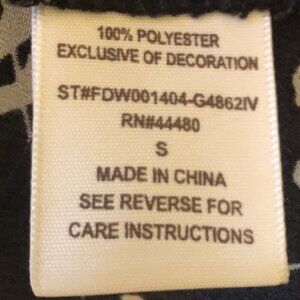 100% POLYESTER
EXCLUSIVE OF DECORATION
ST#FDW001404-G4862IV
RN#44480
S
MADE IN CHINA
SEE REVERSE FOR
CARE INSTRUCTIONS